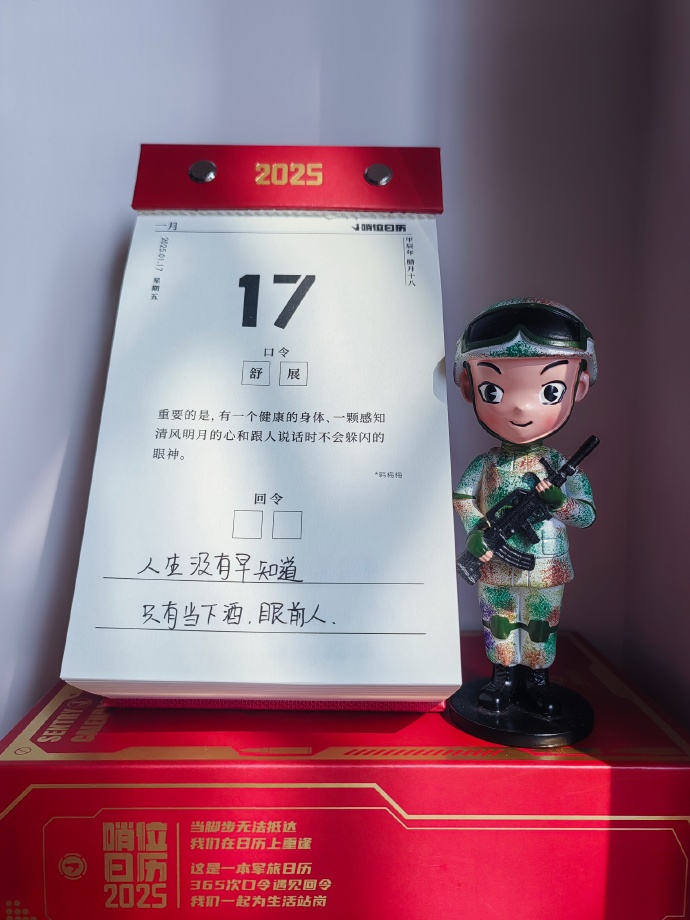 2025
一月
哨位日历
2025.01.17 星期五
甲辰年 腊月十八
17
口令
舒 展
重要的是,有一个健康的身体、一颗感知
清风明月的心和跟人说话时不会躲闪的
眼神。
回令
人生没有早知道
只有当下酒,眼前人.
SENTRY
哨位
日历
2025
当脚步无法抵达
我们在日历上重逢
这是一本军旅日历
365次口令遇见回令
我们一起为生活站岗